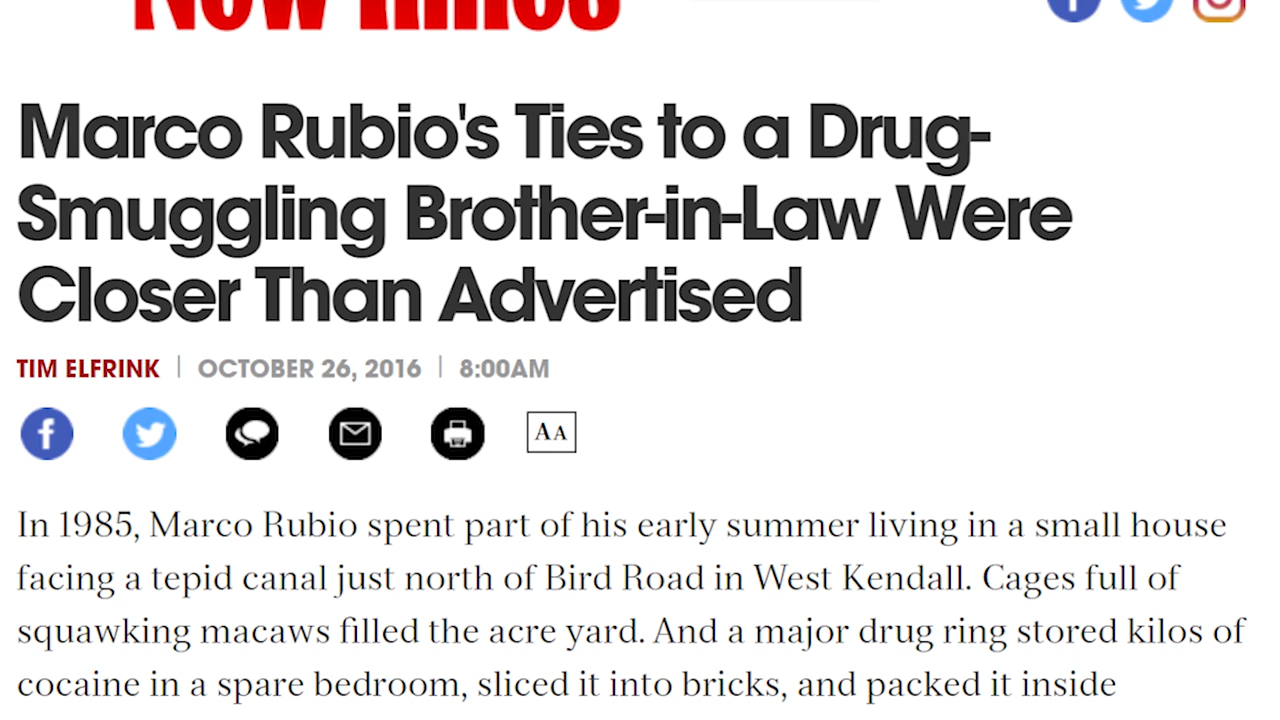 New Times
Marco Rubio's Ties to a Drug-
Smuggling Brother-in-Law Were
Closer Than Advertised
TIM ELFRINK | OCTOBER 26, 2016 | 8:00AM
AA
In 1985, Marco Rubio spent part of his early summer living in a small house
facing a tepid canal just north of Bird Road in West Kendall. Cages full of
squawking macaws filled the acre yard. And a major drug ring stored kilos of
cocaine in a spare bedroom, sliced it into bricks, and packed it inside